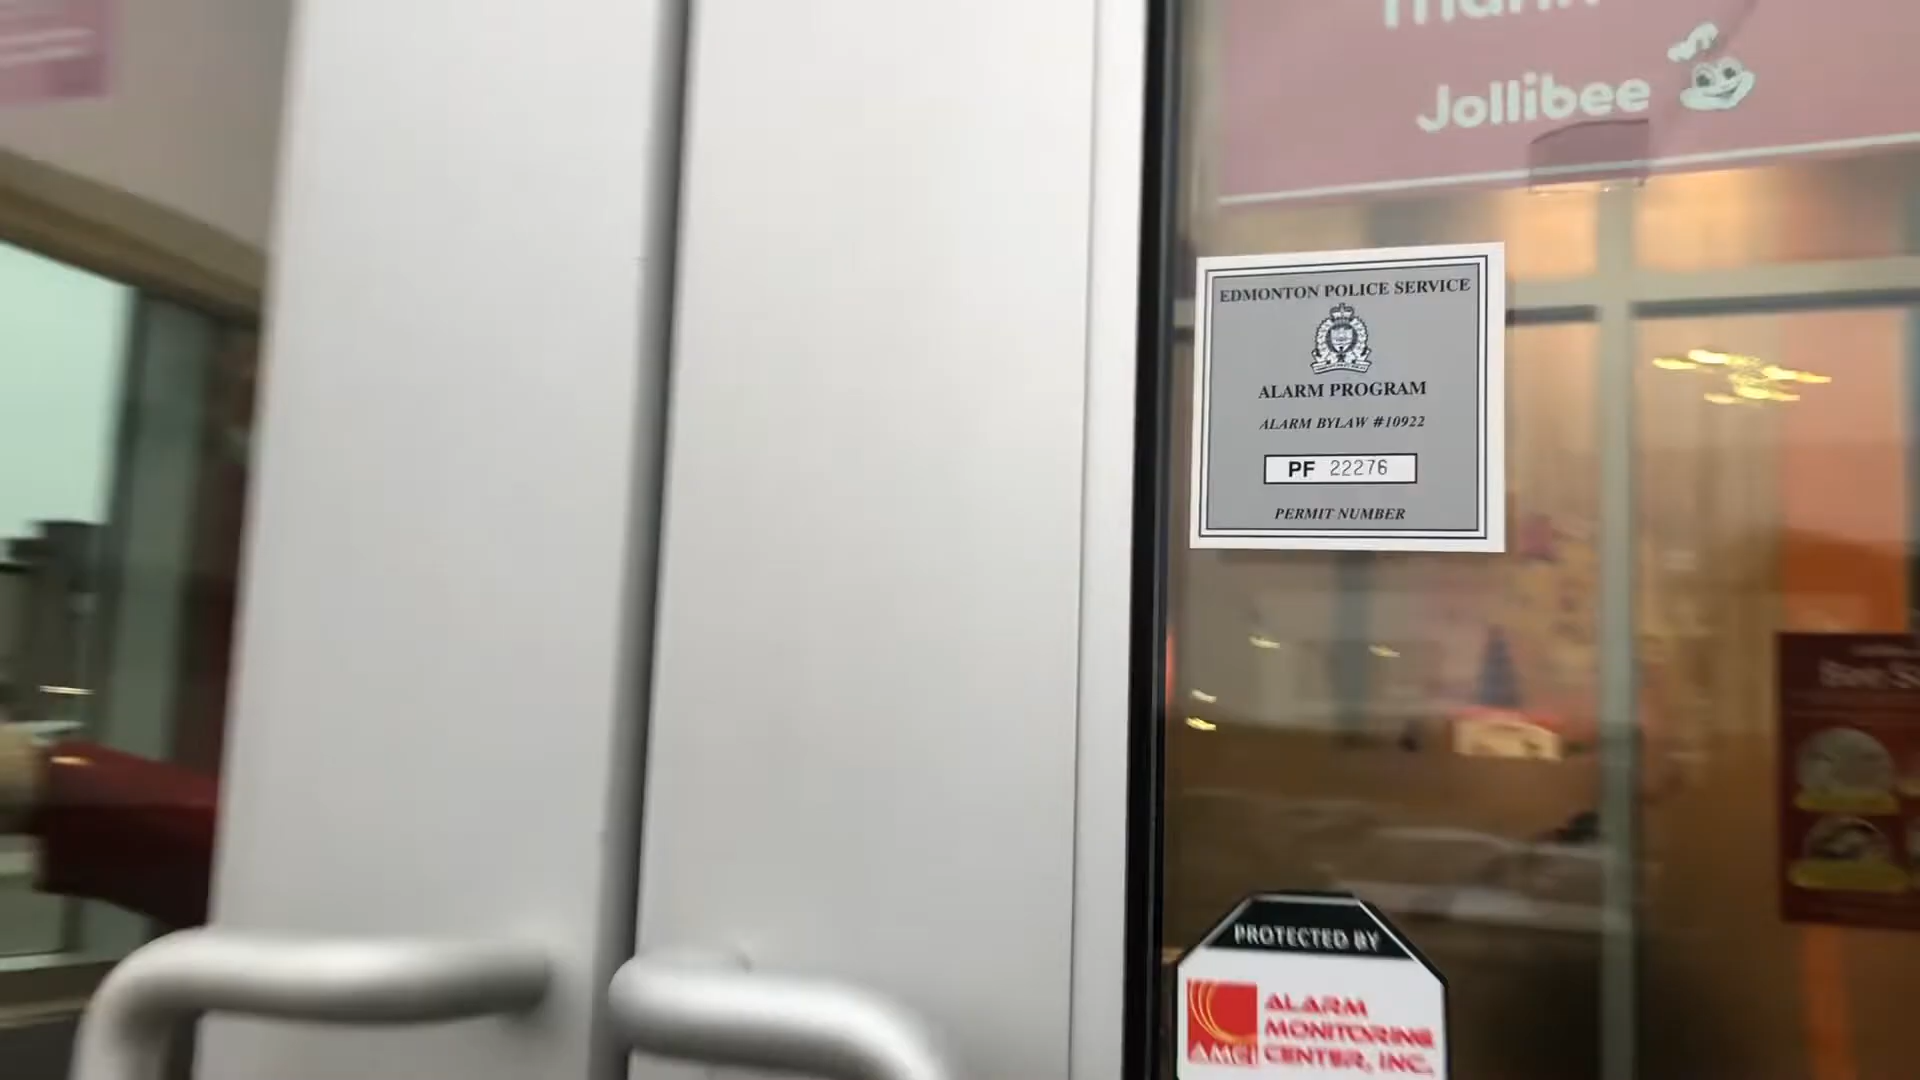 Jollibee
EDMONTON POLICE SERVICE
ALARM PROGRAM
ALARM BYLAW #10922
PF 22276
PERMIT NUMBER
PROTECTED BY
AMCI
ALARM
MONITORING
CENTER, INC.